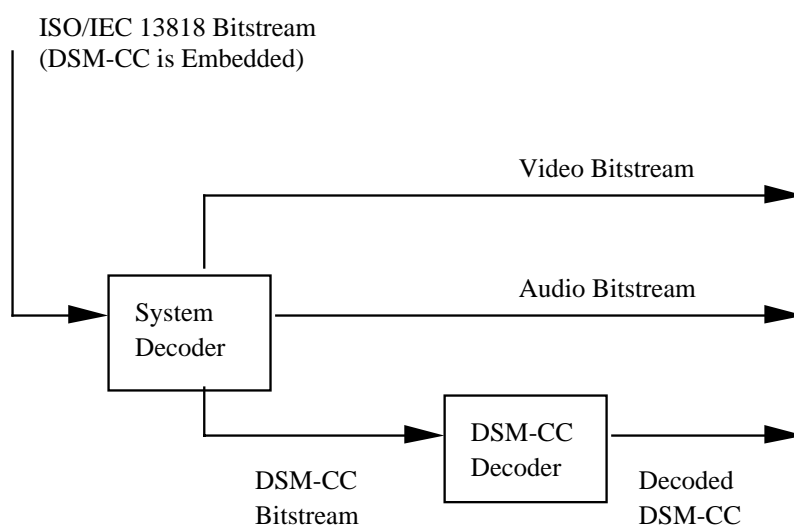 ISO/IEC 13818 Bitstream
(DSM-CC is Embedded)
Video Bitstream
Audio Bitstream
System
Decoder
DSM-CC
Decoder
DSM-CC
Bitstream
Decoded
DSM-CC